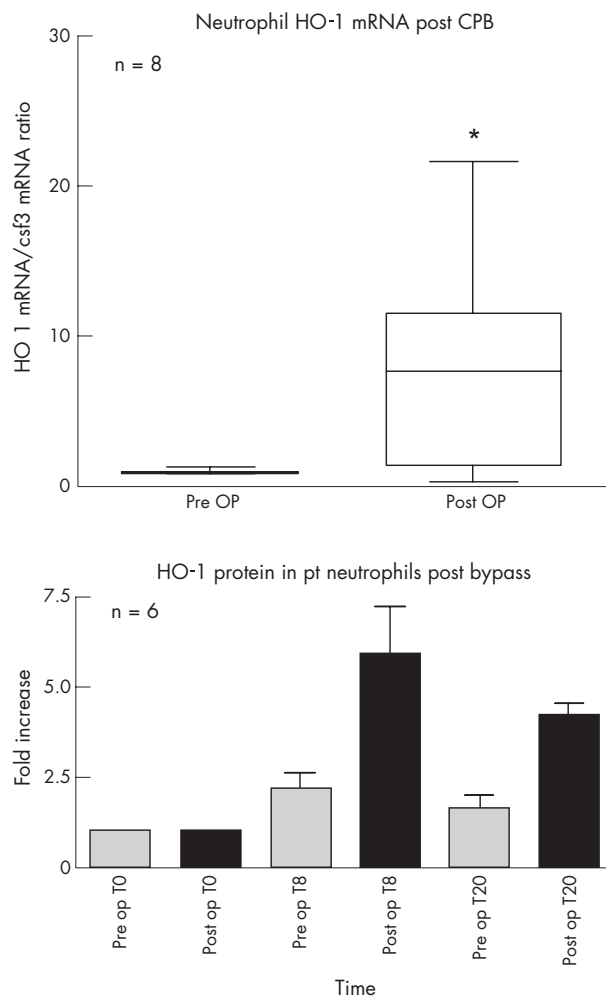 Neutrophil HO-1 mRNA post CPB
n = 8
HO 1 mRNA/csf3 mRNA ratio
30
20
10
0
*
Pre OP
Post OP
HO-1 protein in pt neutrophils post bypass
n = 6
Fold increase
7.5
5.0
2.5
0
Pre op T0
Post op T0
Pre op T8
Post op T8
Pre op T20
Post op T20
Time